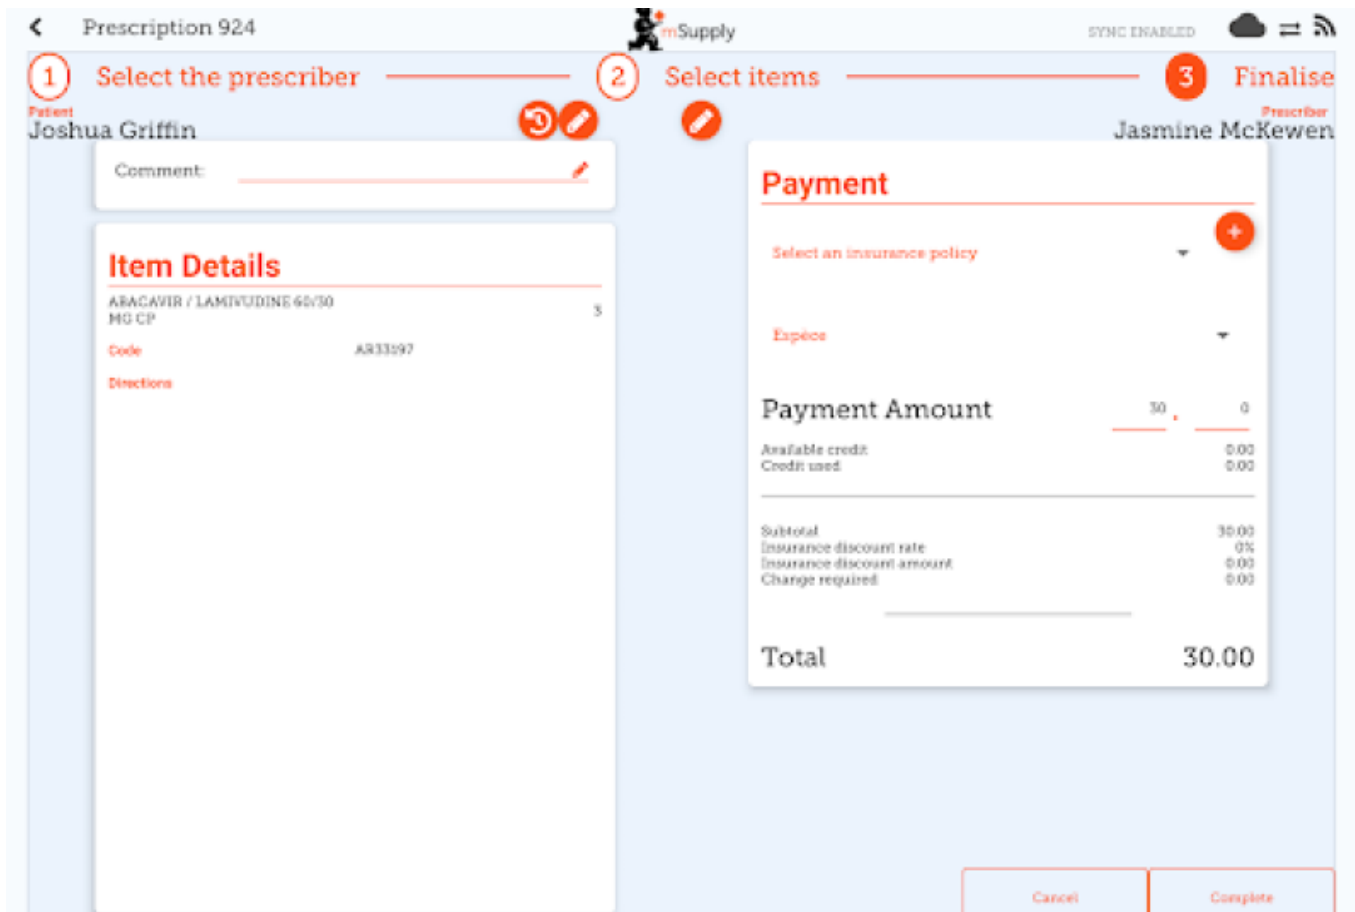 Prescription 924
mSupply
SYNC ENABLED
1 Select the prescriber
2 Select items
3 Finalise
Patient
Joshua Griffin
Prescriber
Jasmine McKewen
Comment:
Item Details
ABACAVIR / LAMIVUDINE 60/30
MG CP
3
Code AR33197
Directions
Payment
Select an insurance policy
Espéce
Payment Amount 30 . 0
Available credit 0.00
Credit used 0.00
Subtotal 30.00
Insurance discount rate 0%
Insurance discount amount 0.00
Change required 0.00
Total 30.00
Cancel
Complete